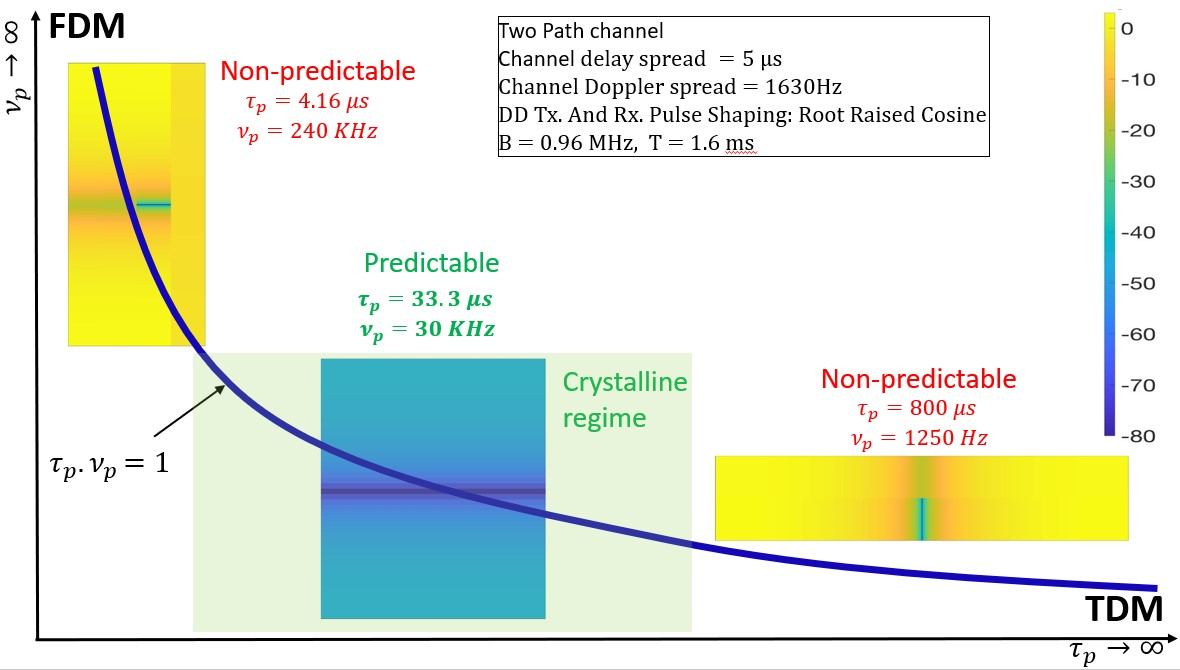 FDM
ν_p → ∞
Non-predictable
τ_p = 4.16 μs
ν_p = 240 KHz
Two Path channel
Channel delay spread = 5 μs
Channel Doppler spread = 1630Hz
DD Tx. And Rx. Pulse Shaping: Root Raised Cosine
B = 0.96 MHz, T = 1.6 ms
0
-10
-20
-30
-40
-50
-60
-70
-80
Predictable
τ_p = 33.3 μs
ν_p = 30 KHz
Crystalline
regime
Non-predictable
τ_p = 800 μs
ν_p = 1250 Hz
τ_p. ν_p = 1
TDM
τ_p → ∞